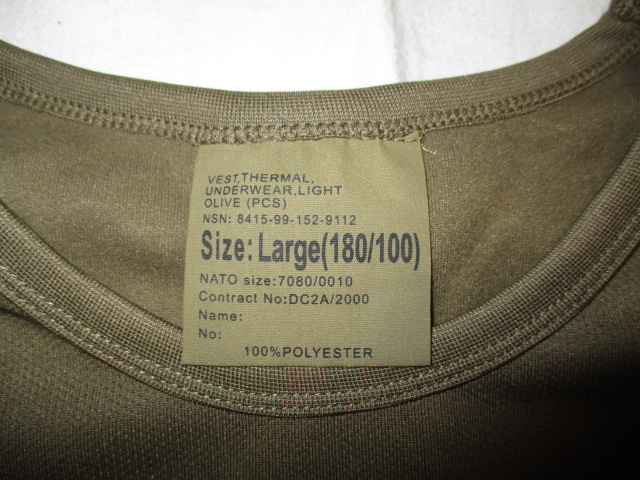 VEST,THERMAL,
UNDERWEAR,LIGHT
OLIVE (PCS)
NSN: 8415-99-152-9112
Size: Large(180/100)
NATO size:7080/0010
Contract No:DC2A/2000
Name:
No:
100%POLYESTER